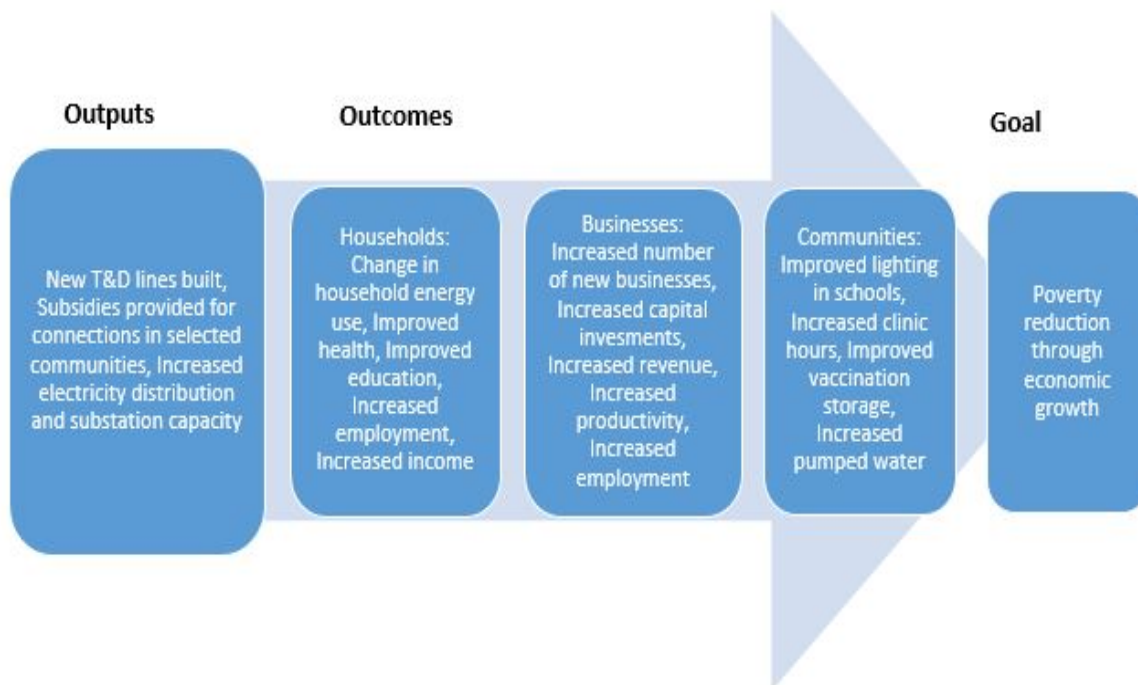 Outputs
Outcomes
Goal
New T&D lines built,
Subsidies provided for
connections in selected
communities, Increased
electricity distribution
and substation capacity
Households:
Change in
household energy
use, Improved
health, Improved
education,
Increased
employment,
Increased income
Businesses:
Increased number
of new businesses,
Increased capital
invesments,
Increased revenue,
Increased
productivity,
Increased
employment
Communities:
Improved lighting
in schools,
Increased clinic
hours, Improved
vaccination
storage,
Increased
pumped water
Poverty
reduction
through
economic
growth